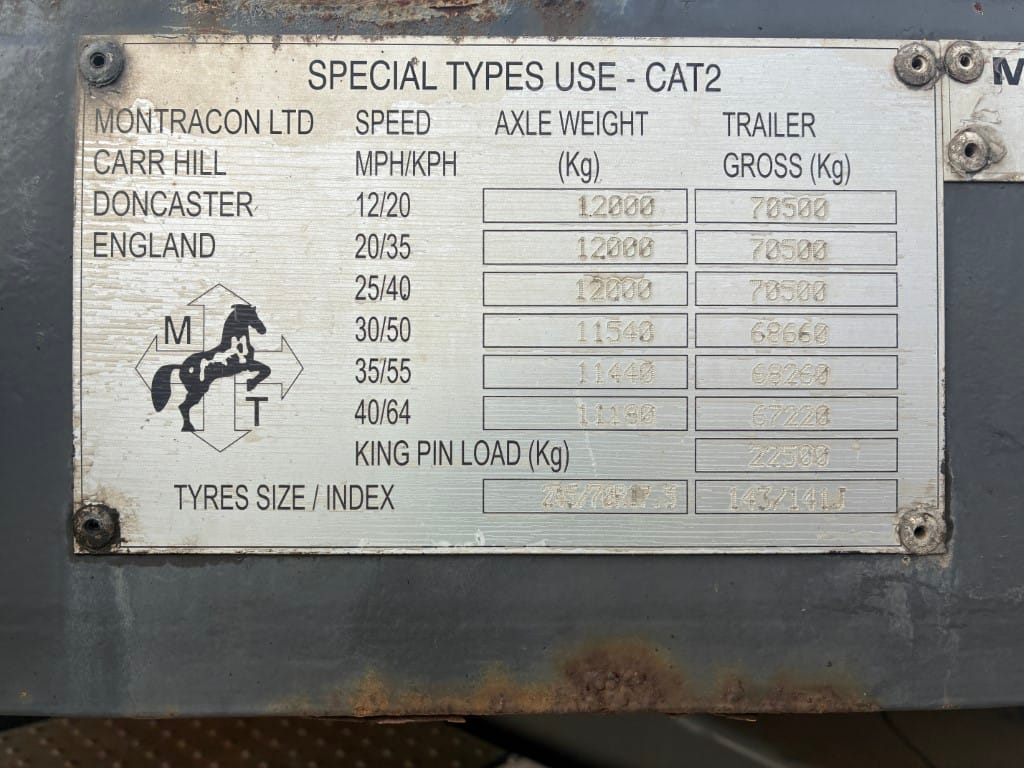 SPECIAL TYPES USE - CAT2
MONTRACON LTD SPEED AXLE WEIGHT TRAILER
CARR HILL MPH/KPH (Kg) GROSS (Kg)
DONCASTER 12/20 12000 70500
ENGLAND 20/35 12000 70500
25/40 12000 70500
30/50 11540 68660
35/55 11440 68260
40/64 11180 67220
KING PIN LOAD (Kg) 22500
TYRES SIZE / INDEX 143/141J
M
T
M